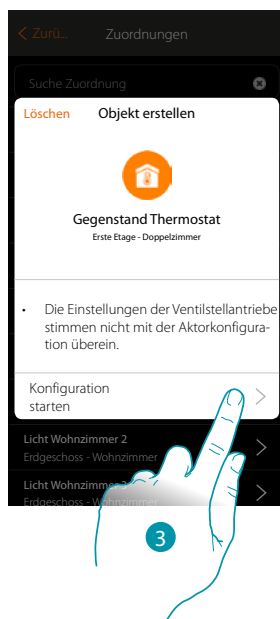 Zurü...
Zuordnungen
Suche Zuordnung
Löschen
Objekt erstellen
Gegenstand Thermostat
Erste Etage - Doppelzimmer
• Die Einstellungen der Ventilstellantriebe
stimmen nicht mit der Aktorkonfigura-
tion überein.
Konfiguration
starten
Licht Wohnzimmer 2
Erdgeschoss - Wohnzimmer
Licht Wohnzimmer 3
Erdgeschoss - Wohnzimmer
3